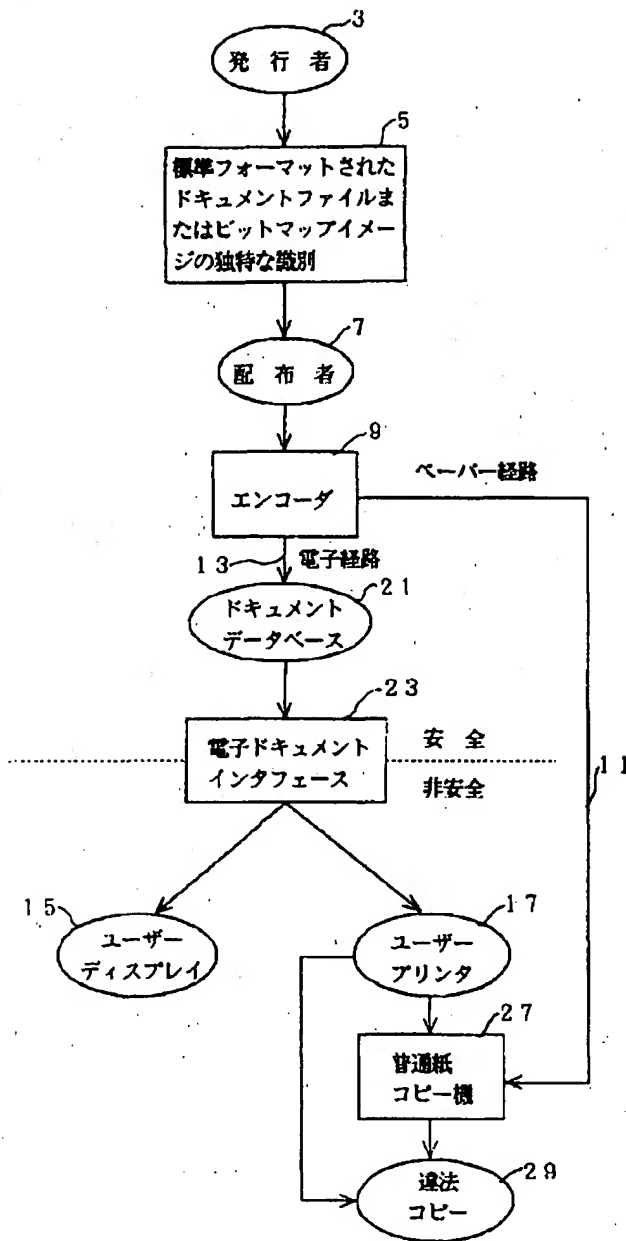 3
発 行 者
5
標準フォーマットされた
ドキュメントファイルま
たはビットマップイメー
ジの独特な識別
7
配 布 者
9
エンコーダ
ペーパー経路
13
電子経路
21
ドキュメント
データベース
23
電子ドキュメント
インタフェース
安 全
非安全
11
15
ユーザー
ディスプレイ
17
ユーザー
プリンタ
27
普通紙
コピー機
29
違法
コピー